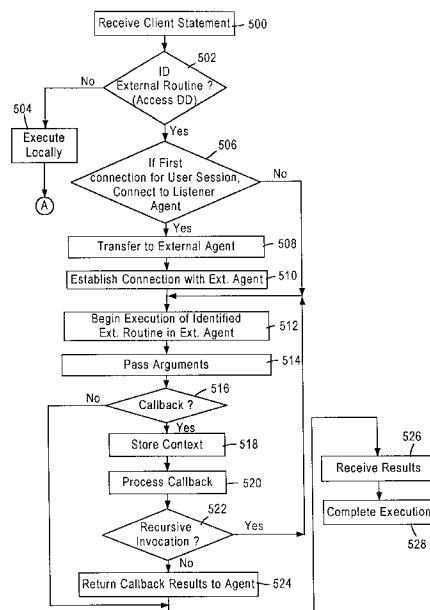 Receive Client Statement
500
502
ID
External Routine ?
(Access DD)
No
504
Execute
Locally
A
Yes
506
If First
connection for User Session,
Connect to Listener
Agent
No
Yes
Transfer to External Agent
508
Establish Connection with Ext. Agent
510
Begin Execution of Identified
Ext. Routine in Ext. Agent
512
Pass Arguments
514
516
Callback ?
No
Yes
Store Context
518
Process Callback
520
522
Recursive
Invocation ?
Yes
No
Return Callback Results to Agent
524
526
Receive Results
Complete Execution
528